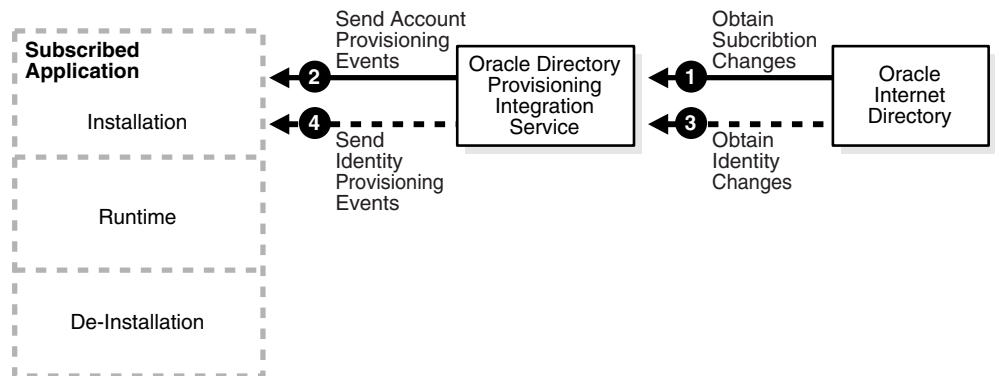 Subscribed
Application
Installation
Runtime
De-Installation
Send Account
Provisioning
Events
2
4
Send
Identity
Provisioning
Events
Oracle Directory
Provisioning
Integration
Service
Obtain
Subcribtion
Changes
1
3
Obtain
Identity
Changes
Oracle
Internet
Directory